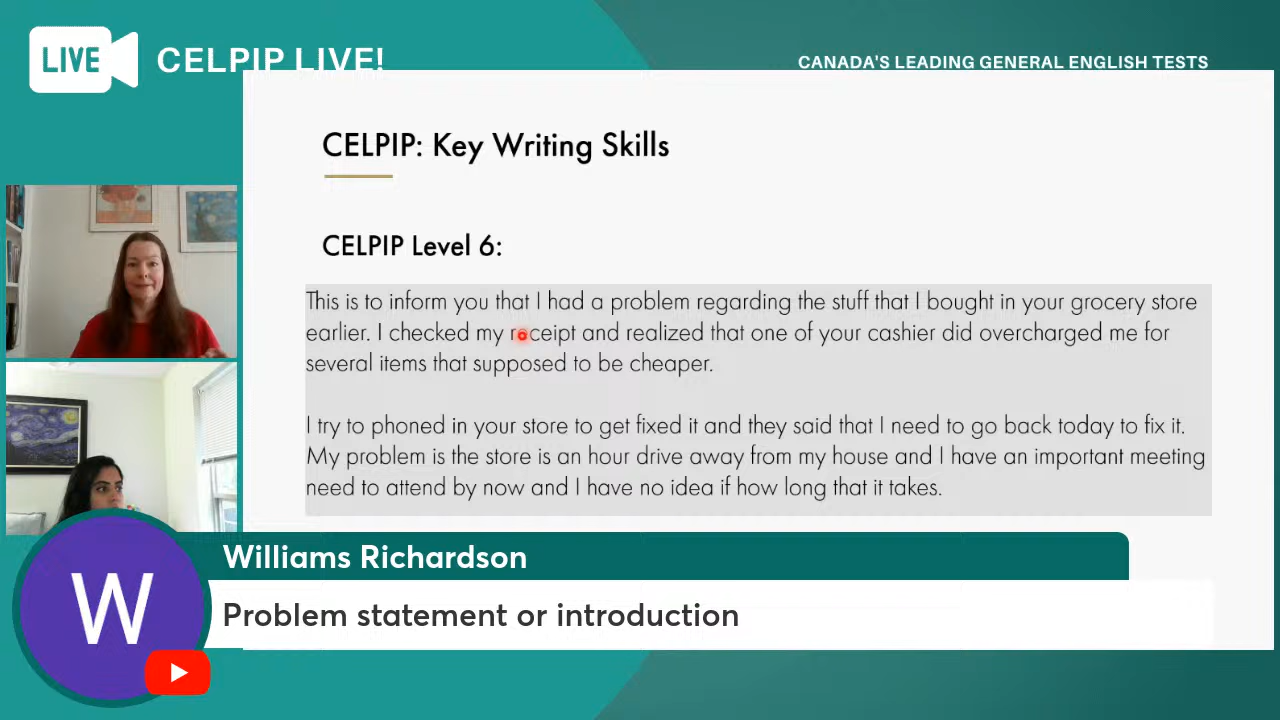 LIVE
CELPIP LIVE!
CANADA'S LEADING GENERAL ENGLISH TESTS
CELPIP: Key Writing Skills
CELPIP Level 6:
This is to inform you that I had a problem regarding the stuff that I bought in your grocery store
earlier. I checked my receipt and realized that one of your cashier did overcharged me for
several items that supposed to be cheaper.
I try to phoned in your store to get fixed it and they said that I need to go back today to fix it.
My problem is the store is an hour drive away from my house and I have an important meeting
need to attend by now and I have no idea if how long that it takes.
W
Williams Richardson
Problem statement or introduction